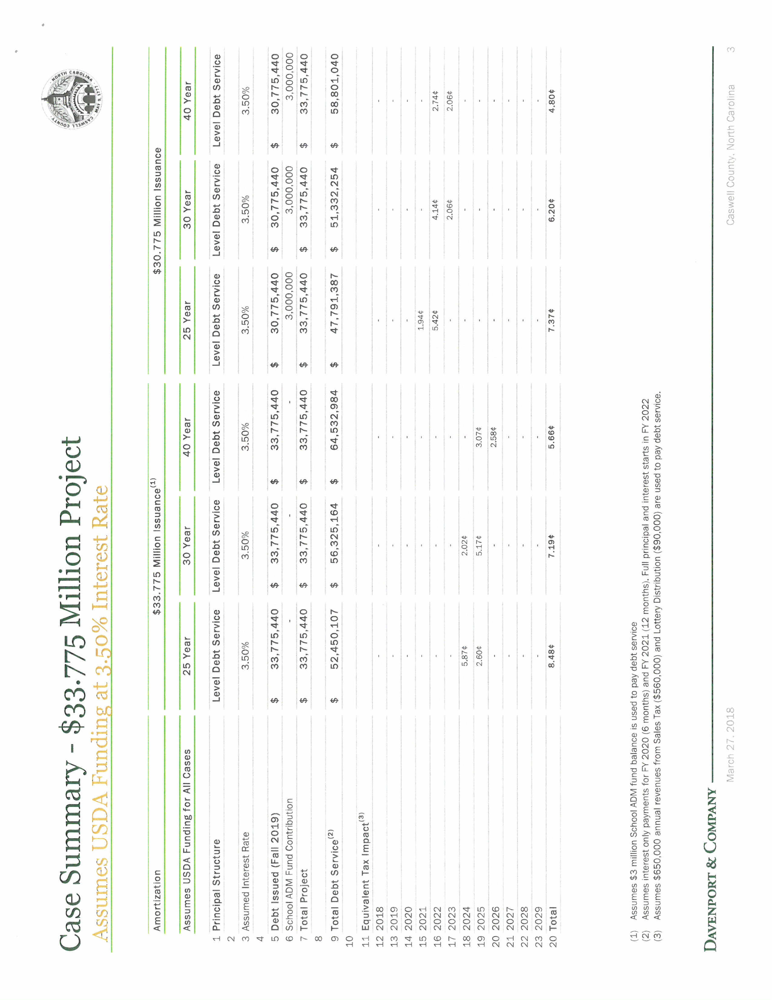 Case Summary - $33.775 Million Project
Assumes USDA Funding at 3.50% Interest Rate
CASWELL COUNTY · NORTH CAROLINA · MAY 6, 1777
Amortization $33.775 Million Issuance(1) $30.775 Million Issuance
Assumes USDA Funding for All Cases 25 Year 30 Year 40 Year 25 Year 30 Year 40 Year
1 Principal Structure Level Debt Service Level Debt Service Level Debt Service Level Debt Service Level Debt Service Level Debt Service
2
3 Assumed Interest Rate 3.50% 3.50% 3.50% 3.50% 3.50% 3.50%
4
5 Debt Issued (Fall 2019) $ 33,775,440 $ 33,775,440 $ 33,775,440 $ 30,775,440 $ 30,775,440 $ 30,775,440
6 School ADM Fund Contribution - - - 3,000,000 3,000,000 3,000,000
7 Total Project $ 33,775,440 $ 33,775,440 $ 33,775,440 $ 33,775,440 $ 33,775,440 $ 33,775,440
8
9 Total Debt Service(2) $ 52,450,107 $ 56,325,164 $ 64,532,984 $ 47,791,387 $ 51,332,254 $ 58,801,040
10
11 Equivalent Tax Impact(3)
12 2018 - - - - - -
13 2019 - - - - - -
14 2020 - - - - - -
15 2021 - - - 1.94¢ - -
16 2022 - - - 5.42¢ 4.14¢ 2.74¢
17 2023 - - - - 2.06¢ 2.06¢
18 2024 5.87¢ 2.02¢ - - - -
19 2025 2.60¢ 5.17¢ 3.07¢ - - -
20 2026 - - 2.58¢ - - -
21 2027 - - - - - -
22 2028 - - - - - -
23 2029 - - - - - -
20 Total 8.48¢ 7.19¢ 5.66¢ 7.37¢ 6.20¢ 4.80¢
(1) Assumes $3 million School ADM fund balance is used to pay debt service
(2) Assumes interest only payments for FY 2020 (6 months) and FY 2021 (12 months). Full principal and interest starts in FY 2022
(3) Assumes $650,000 annual revenues from Sales Tax ($560,000) and Lottery Distribution ($90,000) are used to pay debt service.
DAVENPORT & COMPANY
March 27, 2018 Caswell County, North Carolina 3